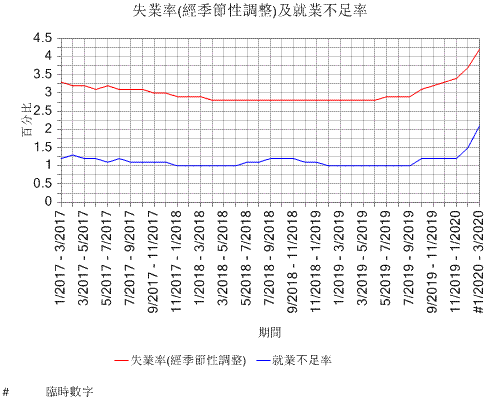 失業率(經季節性調整)及就業不足率
4.5
4
3.5
3
2.5
2
1.5
1
0.5
0
百分比
1/2017 - 3/2017
3/2017 - 5/2017
5/2017 - 7/2017
7/2017 - 9/2017
9/2017 - 11/2017
11/2017 - 1/2018
1/2018 - 3/2018
3/2018 - 5/2018
5/2018 - 7/2018
7/2018 - 9/2018
9/2018 - 11/2018
11/2018 - 1/2019
1/2019 - 3/2019
3/2019 - 5/2019
5/2019 - 7/2019
7/2019 - 9/2019
9/2019 - 11/2019
11/2019 - 1/2020
#1/2020 - 3/2020
期間
失業率(經季節性調整) 就業不足率
# 臨時數字